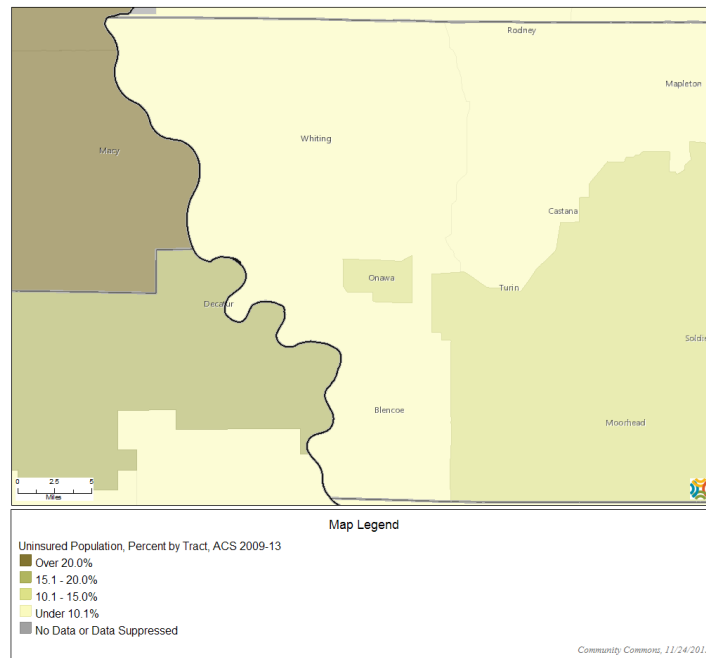 Rodney
Mapleton
Whiting
Macy
Castana
Onawa
Turin
Decatur
Blencoe
Moorhead
0 2.5 5
Miles
Map Legend
Uninsured Population, Percent by Tract, ACS 2009-13
Over 20.0%
15.1 - 20.0%
10.1 - 15.0%
Under 10.1%
No Data or Data Suppressed
Community Commons, 11/24/201